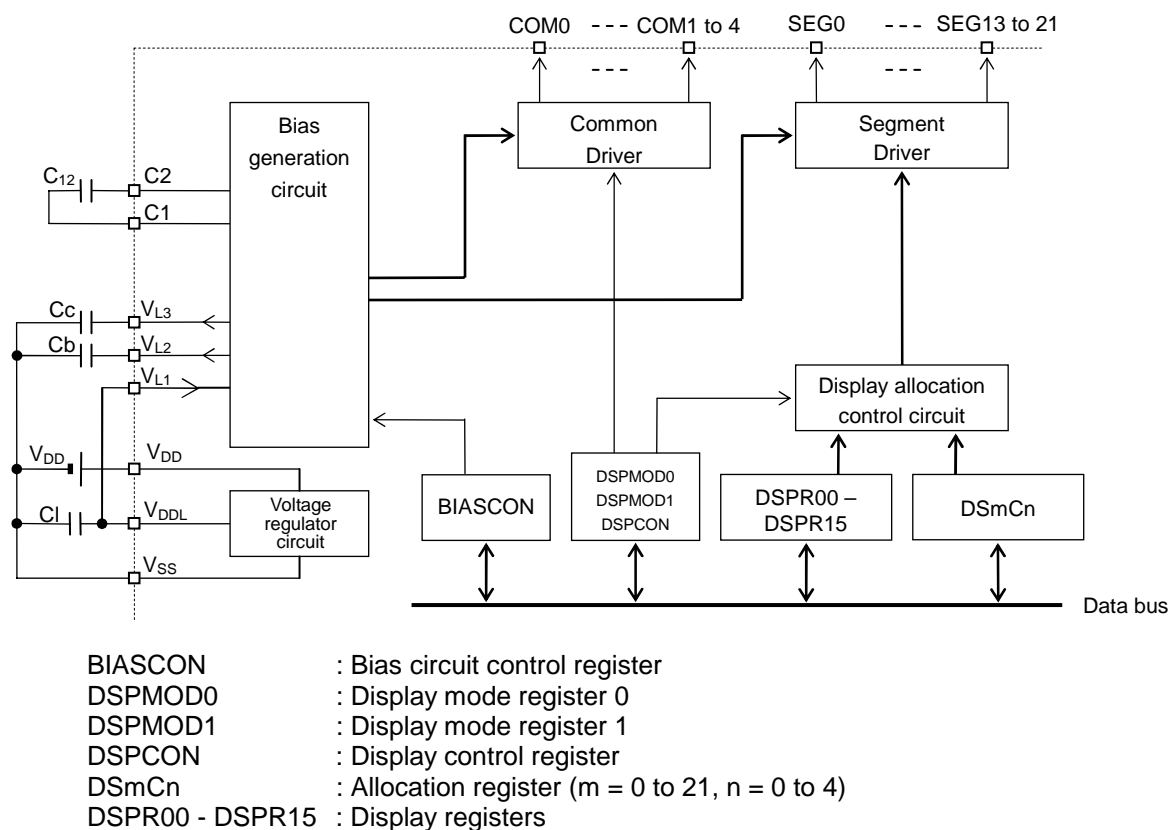 COM0 --- COM1 to 4 SEG0 --- SEG13 to 21
--- ---
Bias
generation
circuit
Common
Driver
Segment
Driver
C12
C2
C1
Cc
VL3
Cb
VL2
VL1
Display allocation
control circuit
VDD
VDD
Cl
VDDL
Voltage
regulator
circuit
VSS
BIASCON
DSPMOD0
DSPMOD1
DSPCON
DSPR00 –
DSPR15
DSmCn
Data bus
BIASCON : Bias circuit control register
DSPMOD0 : Display mode register 0
DSPMOD1 : Display mode register 1
DSPCON : Display control register
DSmCn : Allocation register (m = 0 to 21, n = 0 to 4)
DSPR00 - DSPR15 : Display registers